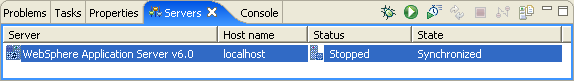 Problems Tasks Properties Servers Console
Server Host name Status State
WebSphere Application Server v6.0 localhost Stopped Synchronized